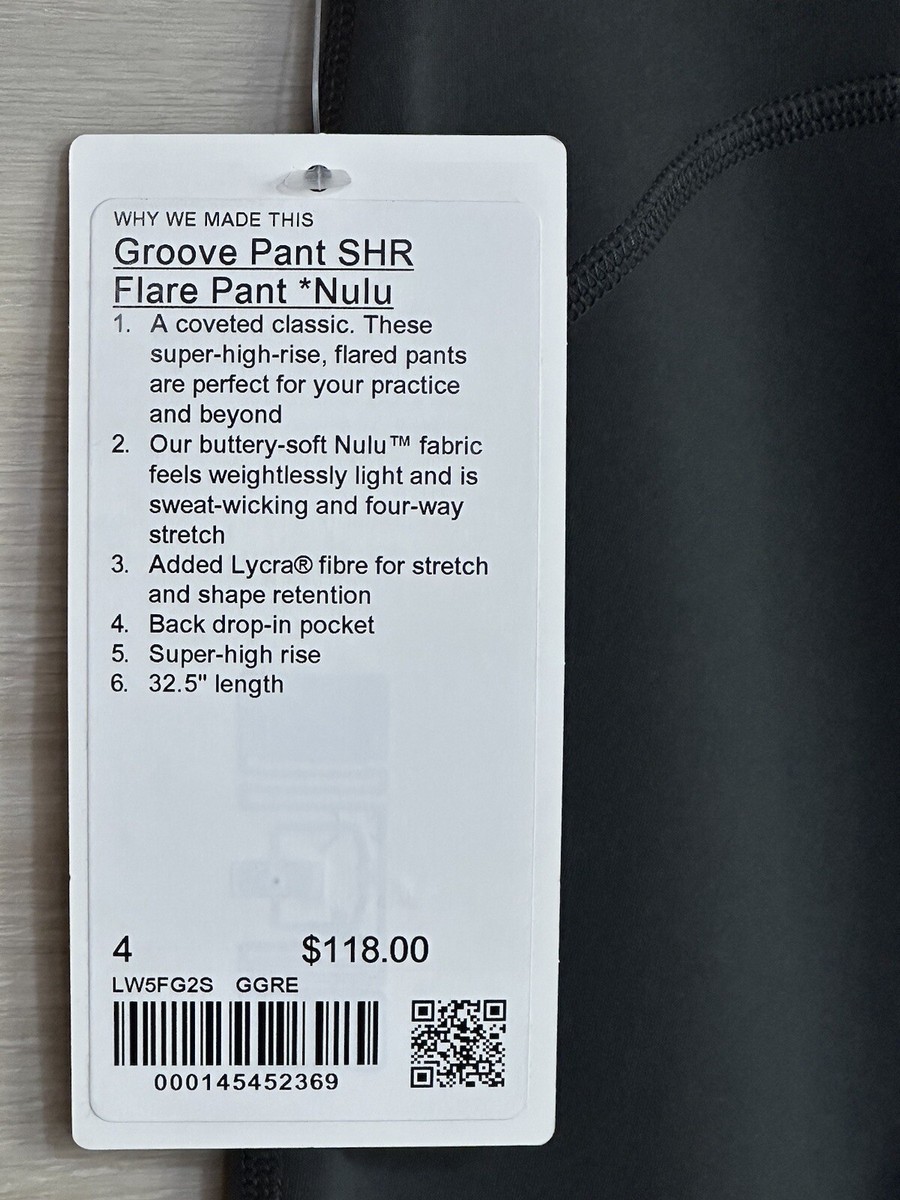 WHY WE MADE THIS
Groove Pant SHR
Flare Pant *Nulu
1. A coveted classic. These
super-high-rise, flared pants
are perfect for your practice
and beyond
2. Our buttery-soft Nulu™ fabric
feels weightlessly light and is
sweat-wicking and four-way
stretch
3. Added Lycra® fibre for stretch
and shape retention
4. Back drop-in pocket
5. Super-high rise
6. 32.5" length
4 $118.00
LW5FG2S GGRE
000145452369